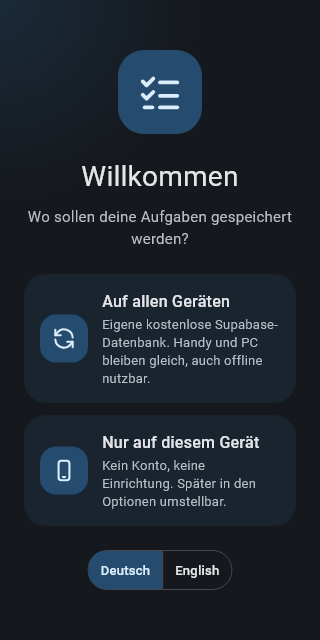 Willkommen
Wo sollen deine Aufgaben gespeichert
werden?
Auf allen Geräten
Eigene kostenlose Supabase-
Datenbank. Handy und PC
bleiben gleich, auch offline
nutzbar.
Nur auf diesem Gerät
Kein Konto, keine
Einrichtung. Später in den
Optionen umstellbar.
Deutsch
English